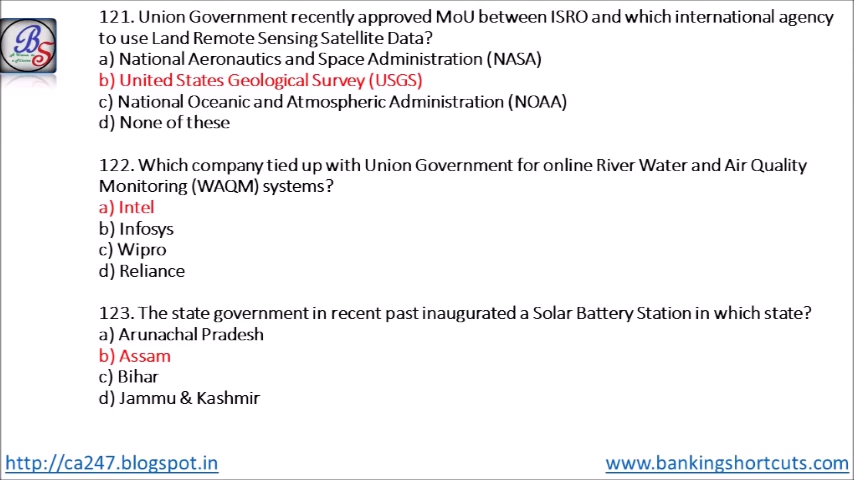 BS
121. Union Government recently approved MoU between ISRO and which international agency
to use Land Remote Sensing Satellite Data?
a) National Aeronautics and Space Administration (NASA)
b) United States Geological Survey (USGS)
c) National Oceanic and Atmospheric Administration (NOAA)
d) None of these
122. Which company tied up with Union Government for online River Water and Air Quality
Monitoring (WAQM) systems?
a) Intel
b) Infosys
c) Wipro
d) Reliance
123. The state government in recent past inaugurated a Solar Battery Station in which state?
a) Arunachal Pradesh
b) Assam
c) Bihar
d) Jammu & Kashmir
http://ca247.blogspot.in
www.bankingshortcuts.com